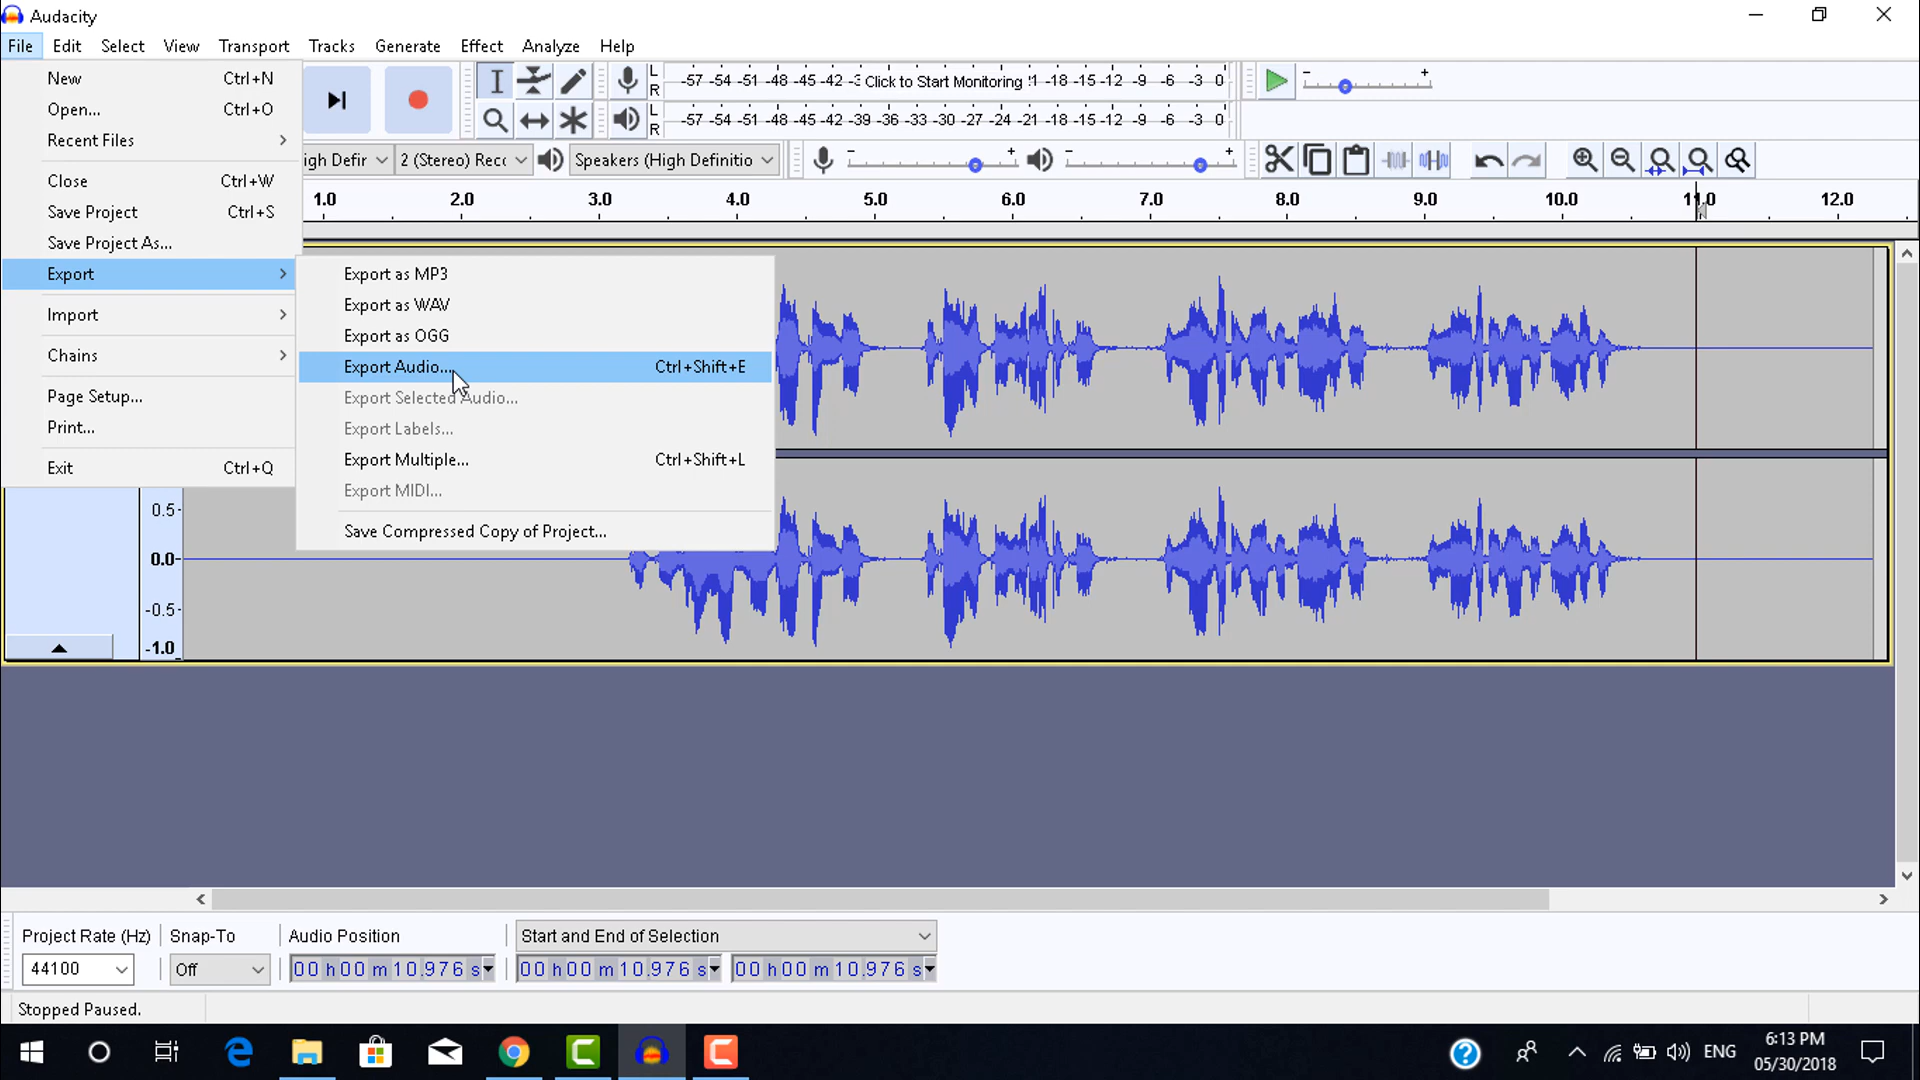 Audacity
File Edit Select View Transport Tracks Generate Effect Analyze Help
New Ctrl+N
Open... Ctrl+O
Recent Files
Close Ctrl+W
Save Project Ctrl+S
Save Project As...
Export
Import
Chains
Page Setup...
Print...
Exit Ctrl+Q
Export as MP3
Export as WAV
Export as OGG
Export Audio... Ctrl+Shift+E
Export Selected Audio...
Export Labels...
Export Multiple... Ctrl+Shift+L
Export MIDI...
Save Compressed Copy of Project...
L
R
-57 -54 -51 -48 -45 -42 Click to Start Monitoring -18 -15 -12 -9 -6 -3 0
L
R
-57 -54 -51 -48 -45 -42 -39 -36 -33 -30 -27 -24 -21 -18 -15 -12 -9 -6 -3 0
igh Defir 2 (Stereo) Recc Speakers (High Definitio
1.0 2.0 3.0 4.0 5.0 6.0 7.0 8.0 9.0 10.0 11.0 12.0
0.5
0.0
-0.5
-1.0
Project Rate (Hz) Snap-To Audio Position Start and End of Selection
44100 Off 00 h 00 m 10.976 s 00 h 00 m 10.976 s 00 h 00 m 10.976 s
Stopped Paused.
ENG
6:13 PM
05/30/2018